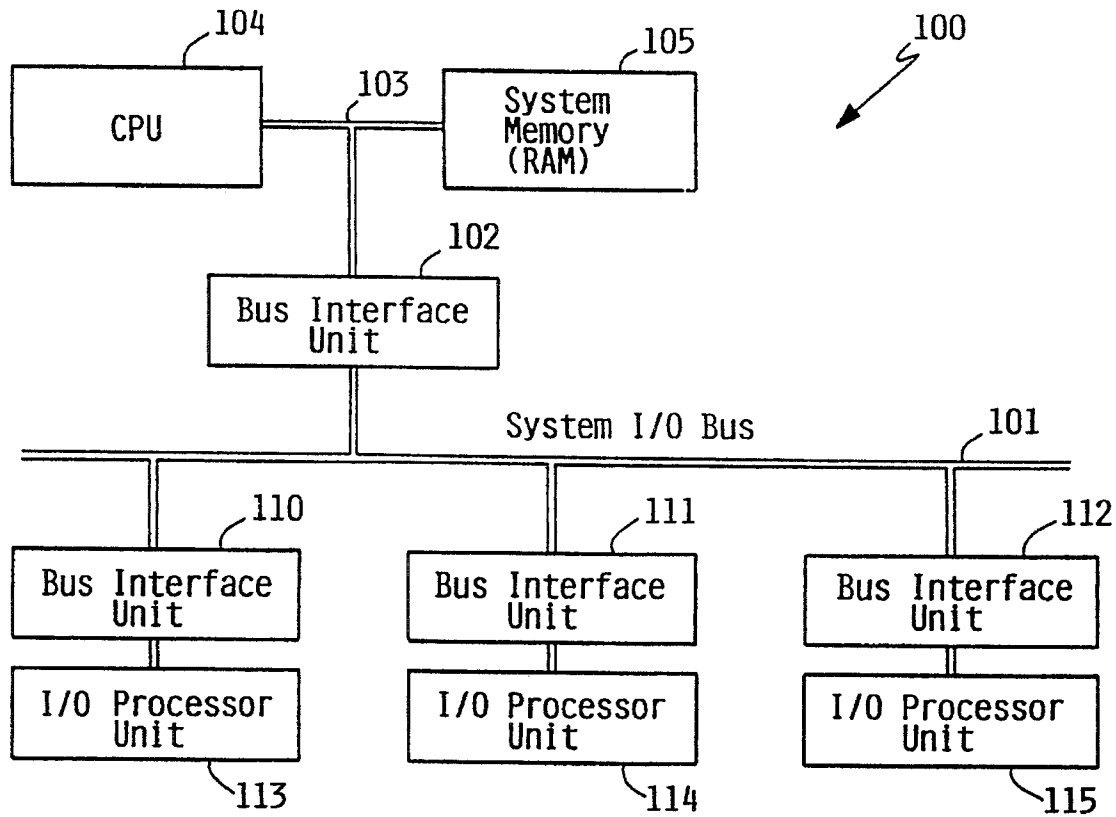 104
CPU
103
105
System
Memory
(RAM)
100
102
Bus Interface
Unit
System I/O Bus
101
110
Bus Interface
Unit
111
Bus Interface
Unit
112
Bus Interface
Unit
I/O Processor
Unit
113
I/O Processor
Unit
114
I/O Processor
Unit
115